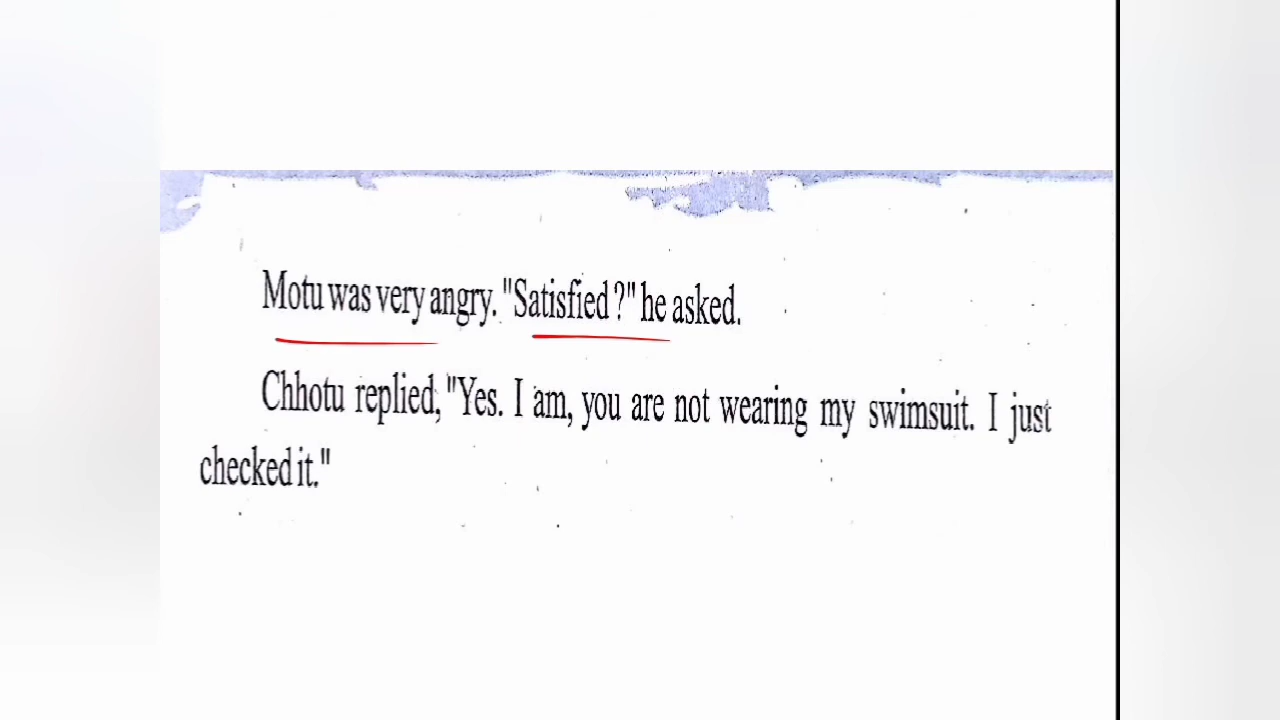 Motu was very angry. "Satisfied ?" he asked.
Chhotu replied, "Yes. I am, you are not wearing my swimsuit. I just
checked it."